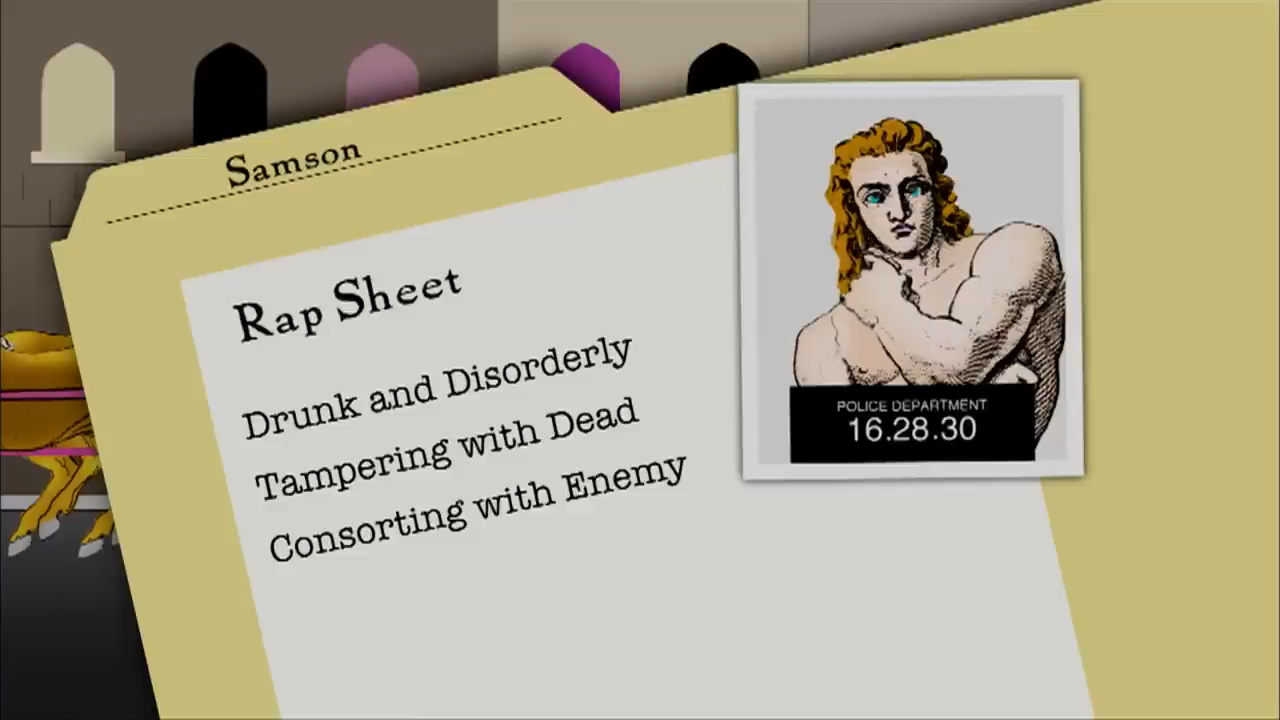 Samson
Rap Sheet
Drunk and Disorderly
Tampering with Dead
Consorting with Enemy
POLICE DEPARTMENT
16.28.30